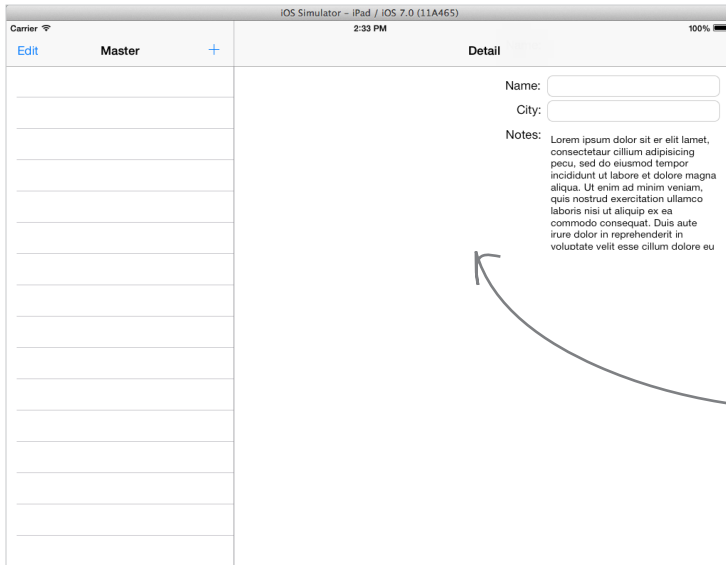 iOS Simulator - iPad / iOS 7.0 (11A465)
Carrier 2:33 PM 100%
Edit Master + Detail
Name:
City:
Notes:
Lorem ipsum dolor sit er elit lamet,
consectetaur cillium adipisicing
pecu, sed do eiusmod tempor
incididunt ut labore et dolore magna
aliqua. Ut enim ad minim veniam,
quis nostrud exercitation ullamco
laboris nisi ut aliquip ex ea
commodo consequat. Duis aute
irure dolor in reprehenderit in
voluptate velit esse cillum dolore eu